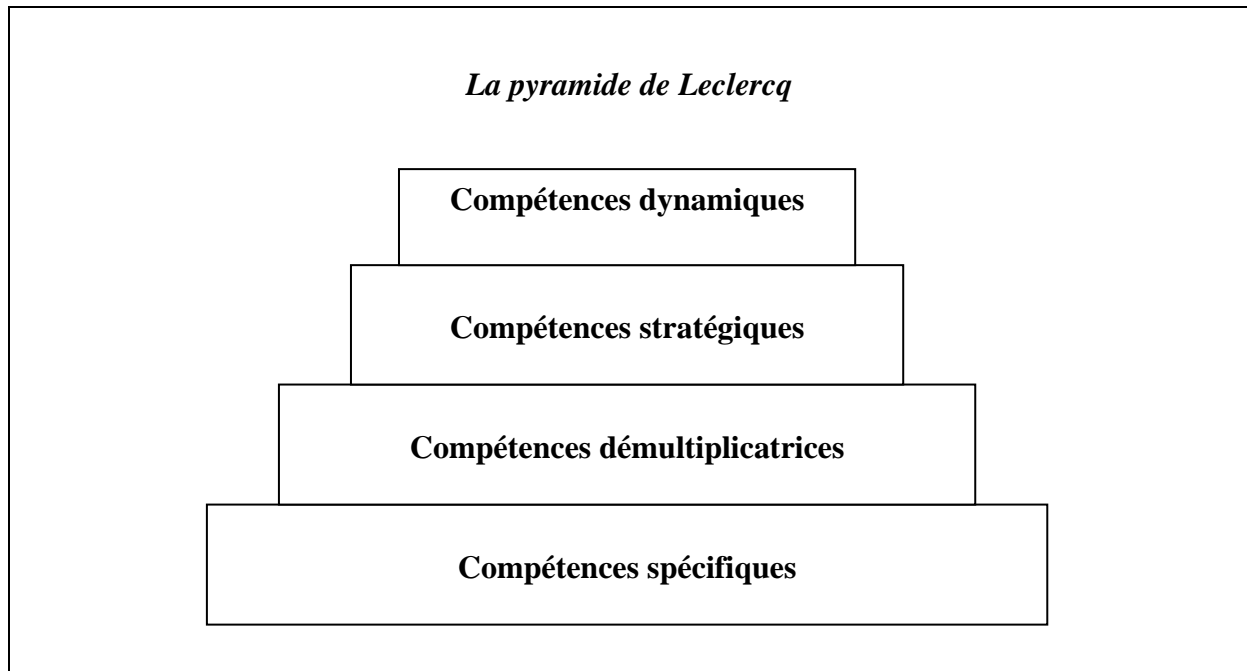 La pyramide de Leclercq
Compétences dynamiques
Compétences stratégiques
Compétences démultiplicatrices
Compétences spécifiques